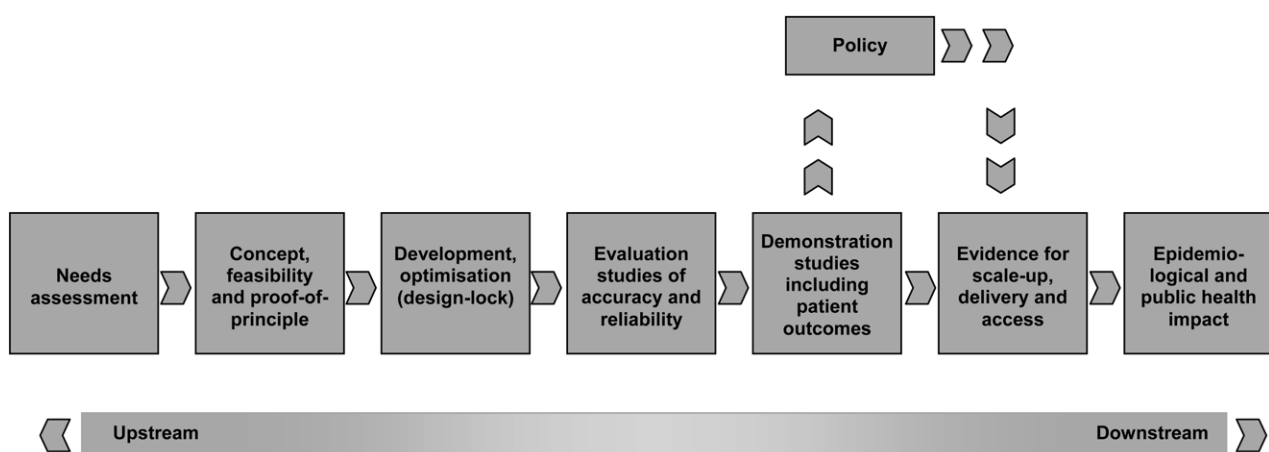 Policy
Needs
assessment
Concept,
feasibility
and proof-of-
principle
Development,
optimisation
(design-lock)
Evaluation
studies of
accuracy and
reliability
Demonstration
studies
including
patient
outcomes
Evidence for
scale-up,
delivery and
access
Epidemio-
logical and
public health
impact
Upstream
Downstream